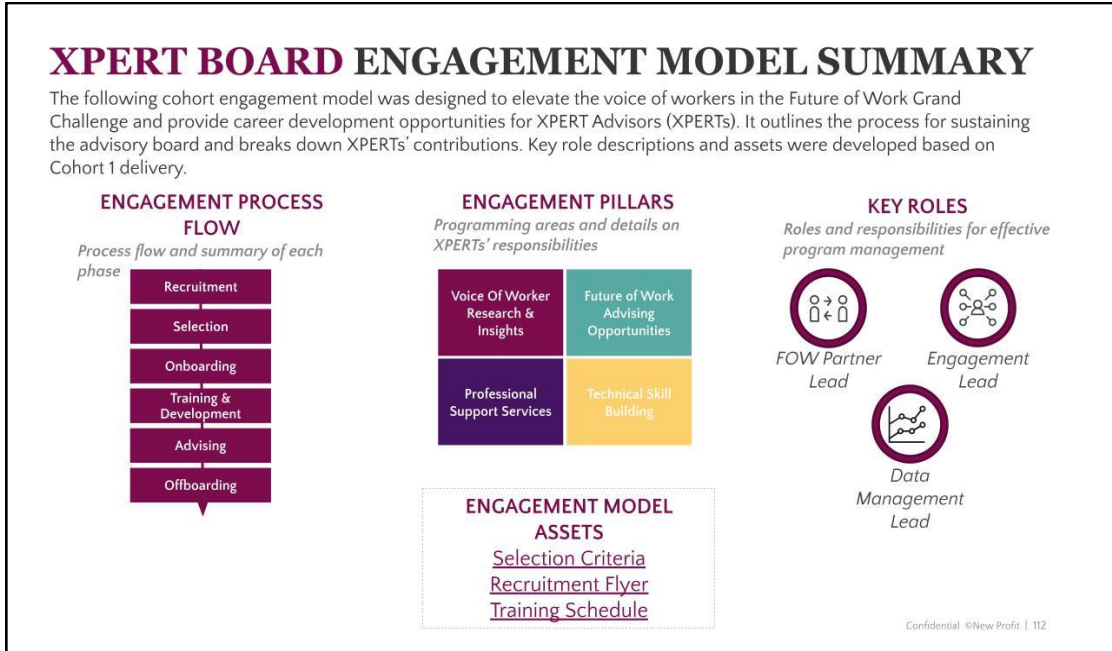 XPERT BOARD ENGAGEMENT MODEL SUMMARY
The following cohort engagement model was designed to elevate the voice of workers in the Future of Work Grand
Challenge and provide career development opportunities for XPERT Advisors (XPERTs). It outlines the process for sustaining
the advisory board and breaks down XPERTs’ contributions. Key role descriptions and assets were developed based on
Cohort 1 delivery.
ENGAGEMENT PROCESS
FLOW
Process flow and summary of each
phase
Recruitment
Selection
Onboarding
Training &
Development
Advising
Offboarding
ENGAGEMENT PILLARS
Programming areas and details on
XPERTs’ responsibilities
Voice Of Worker
Research &
Insights
Future of Work
Advising
Opportunities
Professional
Support Services
Technical Skill
Building
ENGAGEMENT MODEL
ASSETS
Selection Criteria
Recruitment Flyer
Training Schedule
KEY ROLES
Roles and responsibilities for effective
program management
FOW Partner
Lead
Engagement
Lead
Data
Management
Lead
Confidential ©New Profit | 112